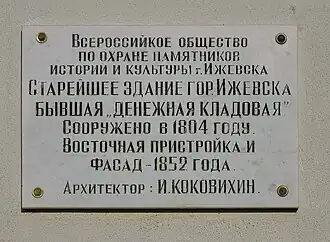 Всероссийское общество
по охране памятников
истории и культуры г.Ижевска
Старейшее здание гор.Ижевска
бывшая „Денежная кладовая”
Сооружено в 1804 году.
Восточная пристройка и
фасад-1852 года.
Архитектор: И.Коковихин.